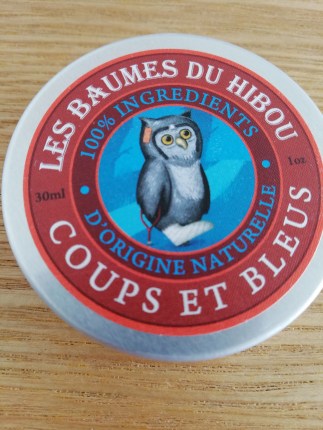 LES BAUMES DU HIBOU
100% INGREDIENTS
30ml
1oz
D'ORIGINE NATURELLE
COUPS ET BLEUS